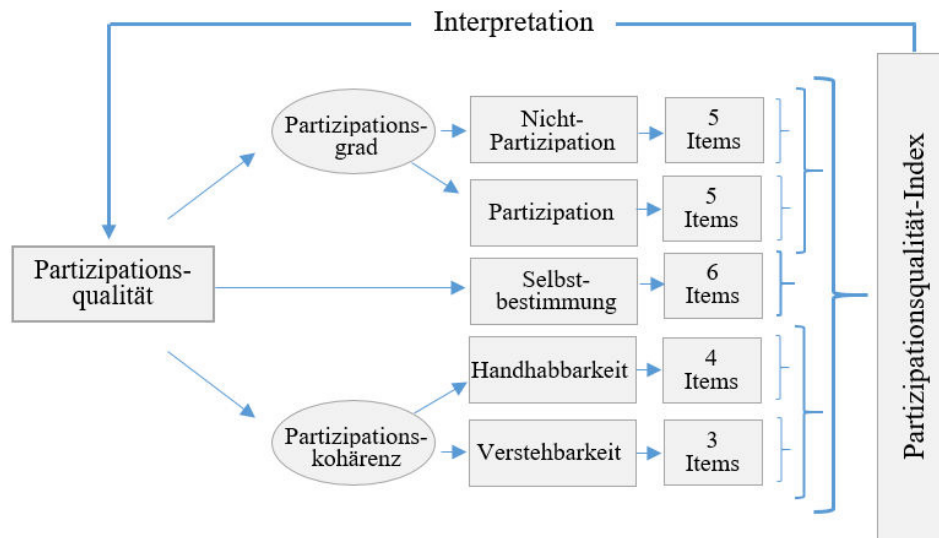 Interpretation
Partizipations-
grad
Nicht-
Partizipation
5
Items
Partizipation
5
Items
Partizipations-
qualität
Selbst-
bestimmung
6
Items
Handhabbarkeit
4
Items
Partizipations-
kohärenz
Verstehbarkeit
3
Items
Partizipationsqualität-Index